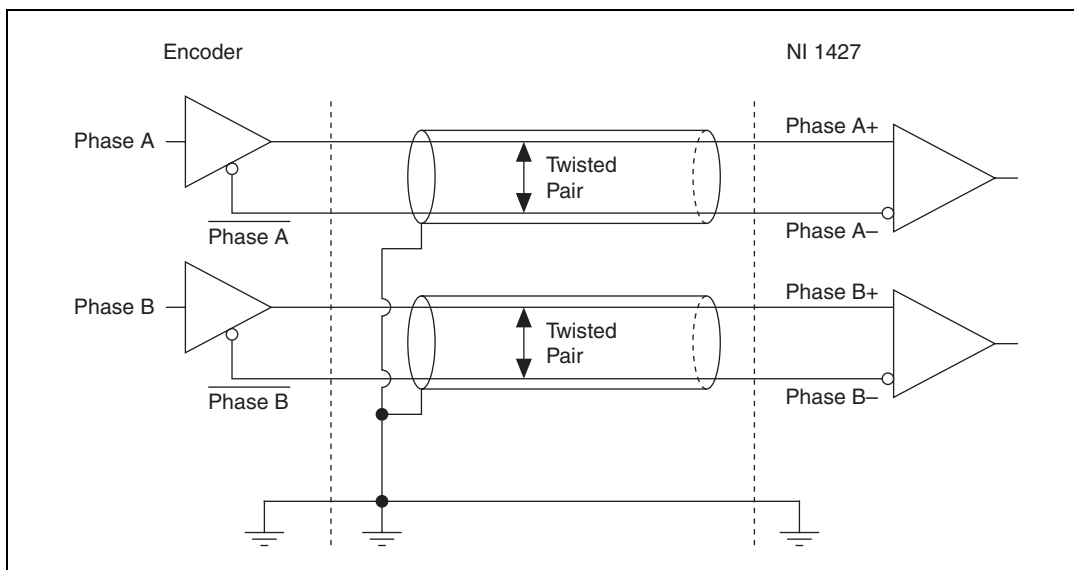 Encoder
NI 1427
Phase A
Phase A+
Twisted
Pair
Phase A
Phase A–
Phase B
Phase B+
Twisted
Pair
Phase B
Phase B–